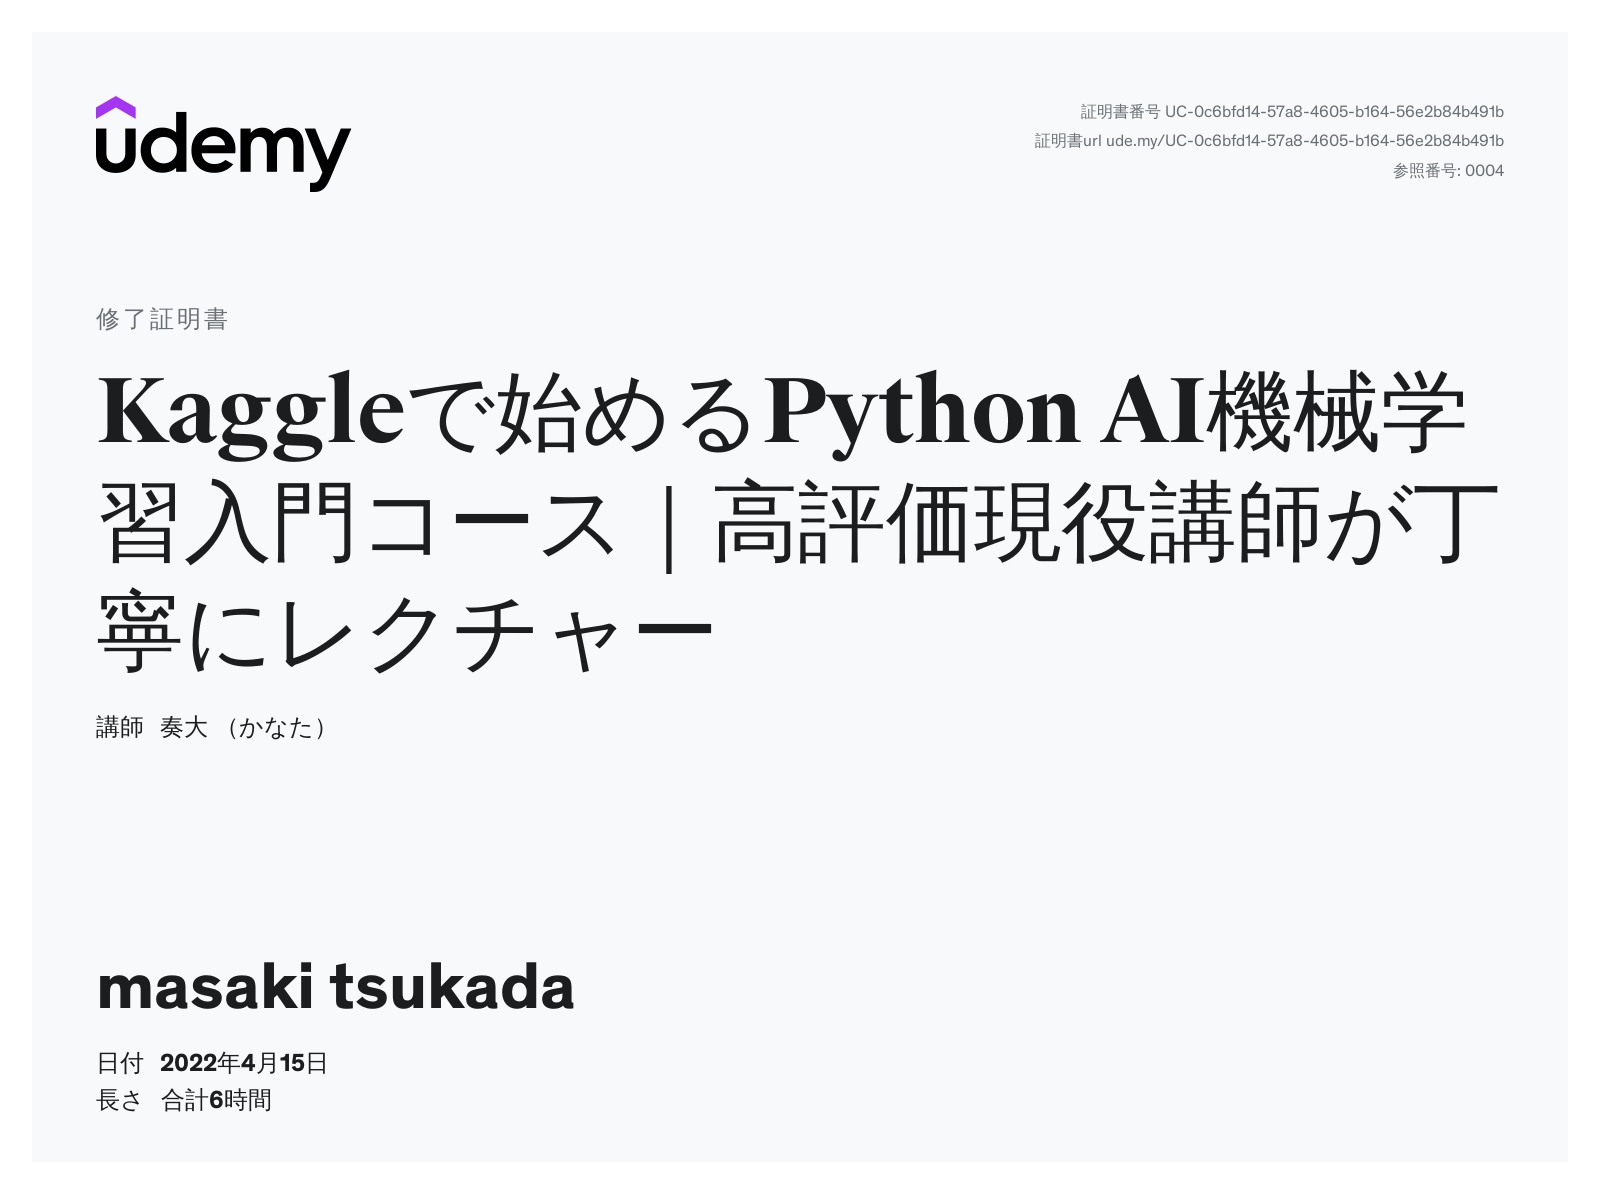 udemy
証明書番号 UC-0c6bfd14-57a8-4605-b164-56e2b84b491b
証明書url ude.my/UC-0c6bfd14-57a8-4605-b164-56e2b84b491b
参照番号: 0004
修了証明書
Kaggleで始めるPython AI機械学
習入門コース｜高評価現役講師が丁
寧にレクチャー
講師 奏大 （かなた）
masaki tsukada
日付 2022年4月15日
長さ 合計6時間